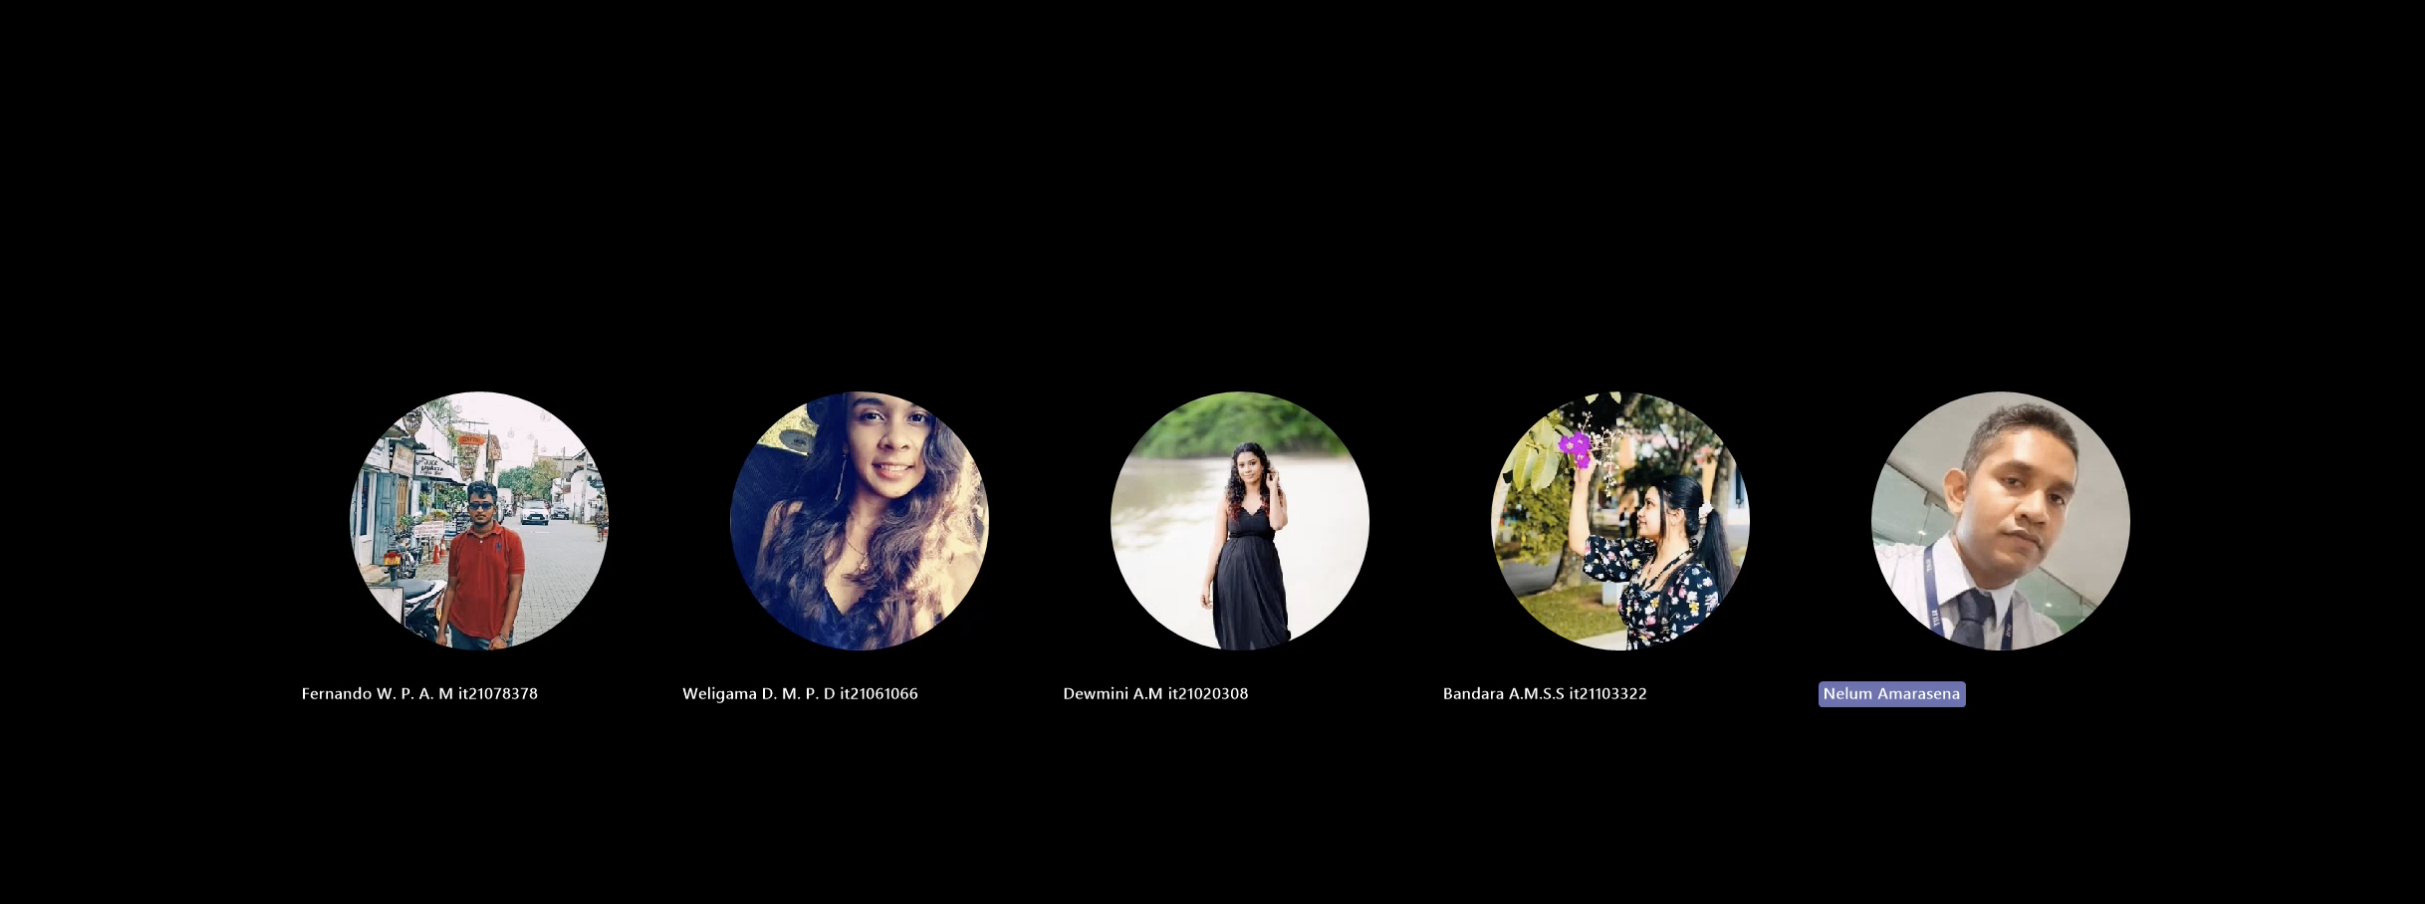 Fernando W. P. A. M it21078378
Weligama D. M. P. D it21061066
Dewmini A.M it21020308
Bandara A.M.S.S it21103322
Nelum Amarasena